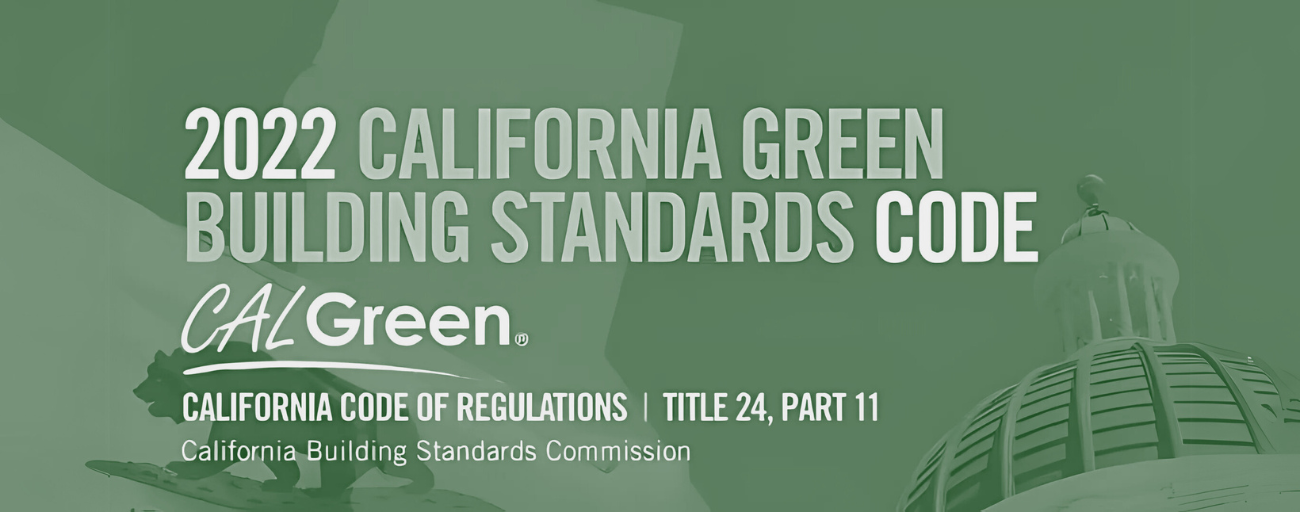 2022 CALIFORNIA GREEN
BUILDING STANDARDS CODE
CALGreen®
CALIFORNIA CODE OF REGULATIONS | TITLE 24, PART 11
California Building Standards Commission